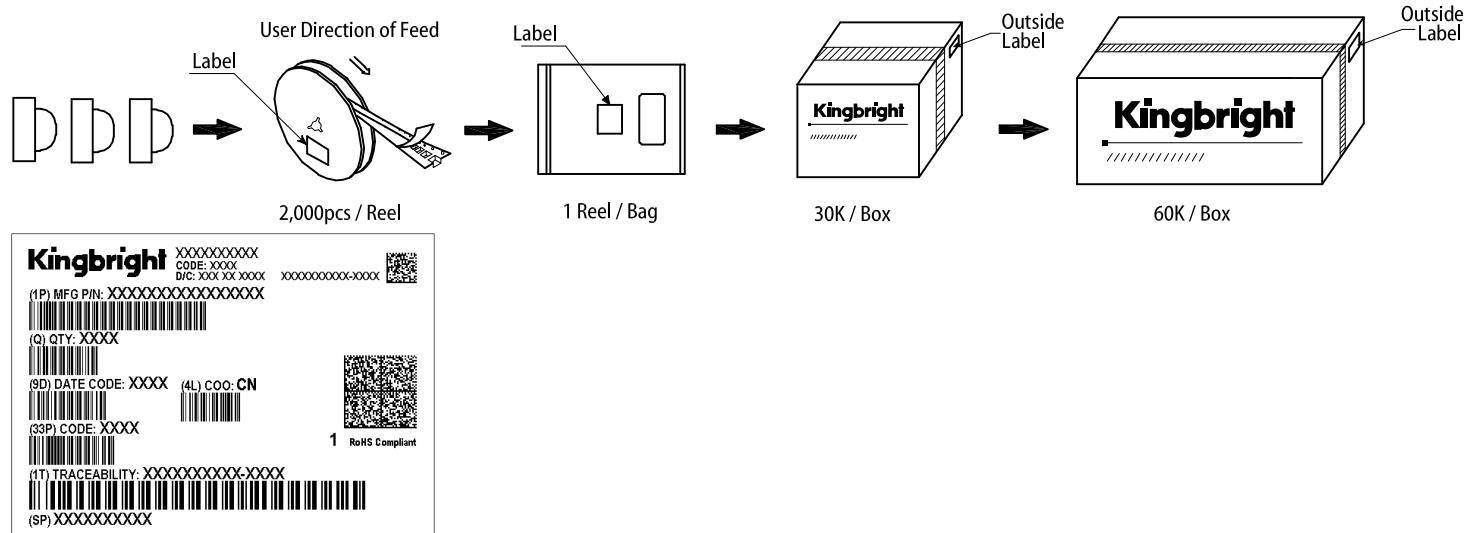 User Direction of Feed
Label
Label
Outside
Label
Outside
Label
Kingbright
Kingbright
2,000pcs / Reel
1 Reel / Bag
30K / Box
60K / Box
Kingbright
XXXXXXXXXX
CODE: XXXX
D/C: XXX XX XXXX
XXXXXXXXXX-XXXX
(1P) MFG P/N: XXXXXXXXXXXXXXXX
(Q) QTY: XXXX
(9D) DATE CODE: XXXX
(4L) COO: CN
(33P) CODE: XXXX
1
RoHS Compliant
(1T) TRACEABILITY: XXXXXXXXXX-XXXX
(SP) XXXXXXXXXX